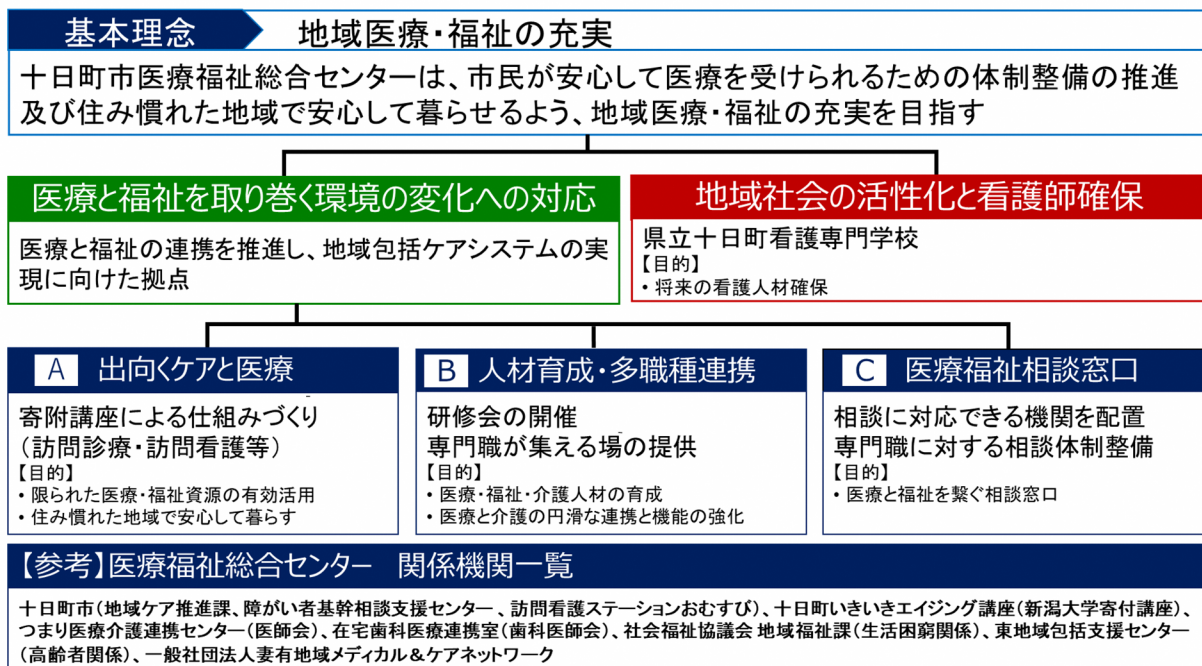 基本理念
地域医療・福祉の充実
十日町市医療福祉総合センターは、市民が安心して医療を受けられるための体制整備の推進
及び住み慣れた地域で安心して暮らせるよう、地域医療・福祉の充実を目指す
医療と福祉を取り巻く環境の変化への対応
医療と福祉の連携を推進し、地域包括ケアシステムの実
現に向けた拠点
地域社会の活性化と看護師確保
県立十日町看護専門学校
【目的】
・将来の看護人材確保
A 出向くケアと医療
寄附講座による仕組みづくり
（訪問診療・訪問看護等）
【目的】
・限られた医療・福祉資源の有効活用
・住み慣れた地域で安心して暮らす
B 人材育成・多職種連携
研修会の開催
専門職が集える場の提供
【目的】
・医療・福祉・介護人材の育成
・医療と介護の円滑な連携と機能の強化
C 医療福祉相談窓口
相談に対応できる機関を配置
専門職に対する相談体制整備
【目的】
・医療と福祉を繋ぐ相談窓口
【参考】医療福祉総合センター　関係機関一覧
十日町市（地域ケア推進課、障がい者基幹相談支援センター、訪問看護ステーションおむすび）、十日町いきいきエイジング講座（新潟大学寄付講座）、
つまり医療介護連携センター（医師会）、在宅歯科医療連携室（歯科医師会）、社会福祉協議会 地域福祉課（生活困窮関係）、東地域包括支援センター
（高齢者関係）、一般社団法人妻有地域メディカル＆ケアネットワーク